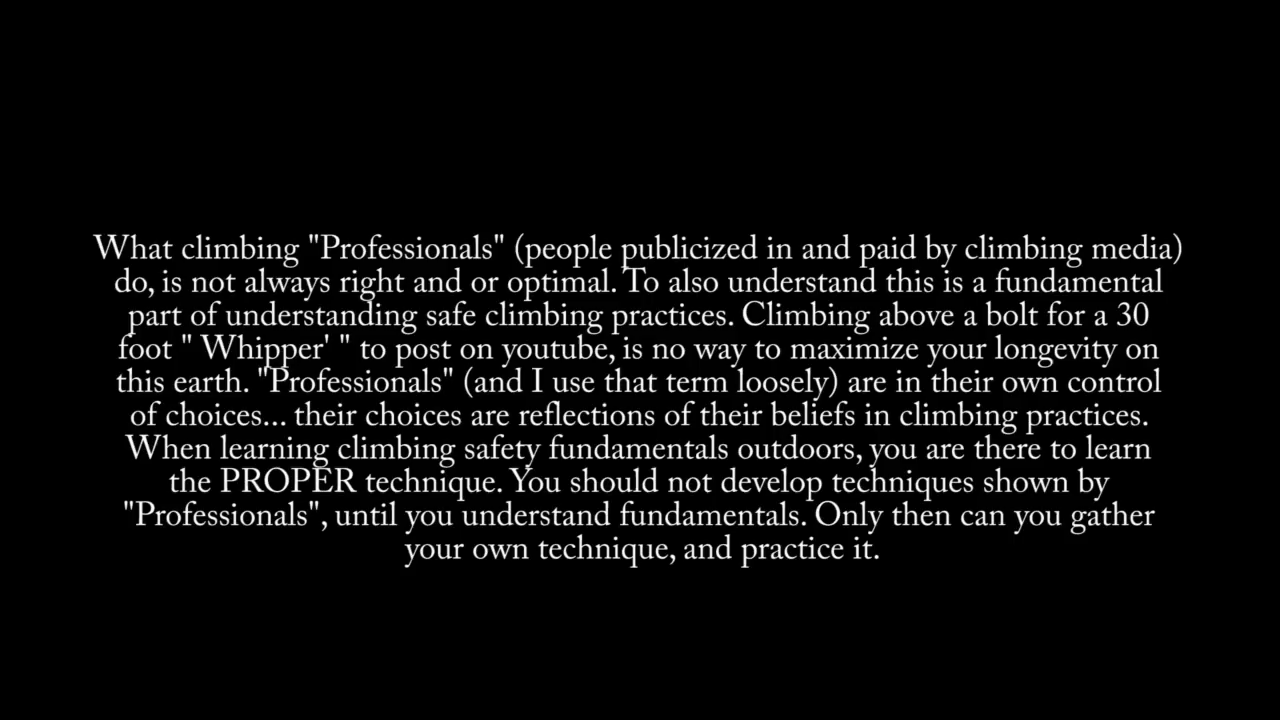 What climbing "Professionals" (people publicized in and paid by climbing media)
do, is not always right and or optimal. To also understand this is a fundamental
part of understanding safe climbing practices. Climbing above a bolt for a 30
foot " Whipper' " to post on youtube, is no way to maximize your longevity on
this earth. "Professionals" (and I use that term loosely) are in their own control
of choices... their choices are reflections of their beliefs in climbing practices.
When learning climbing safety fundamentals outdoors, you are there to learn
the PROPER technique. You should not develop techniques shown by
"Professionals", until you understand fundamentals. Only then can you gather
your own technique, and practice it.